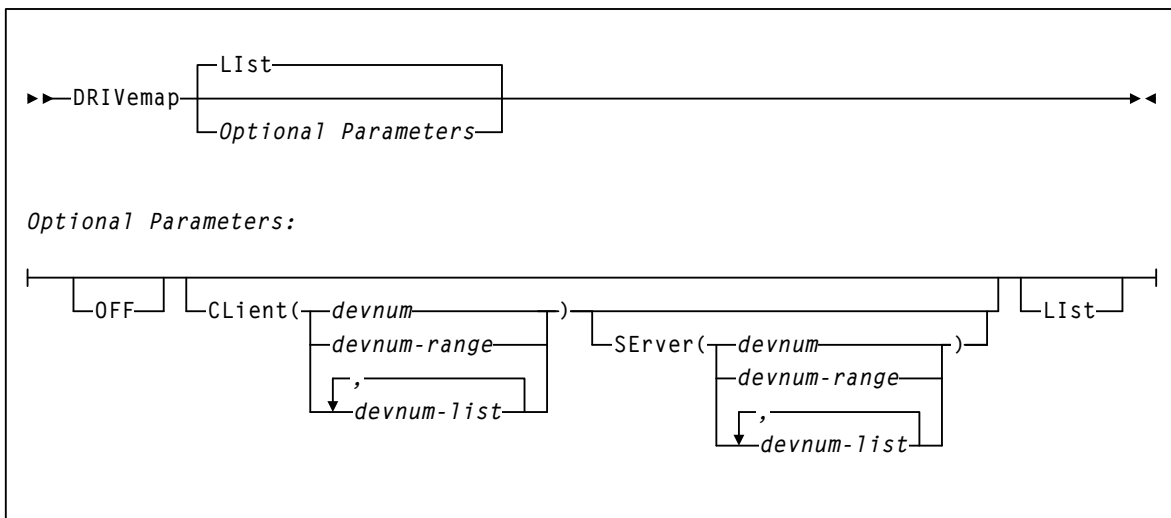 LIst
DRIVemap
Optional Parameters
Optional Parameters:
OFF CLient( devnum ) LIst
devnum-range SErver( devnum )
, devnum-range
devnum-list ,
devnum-list